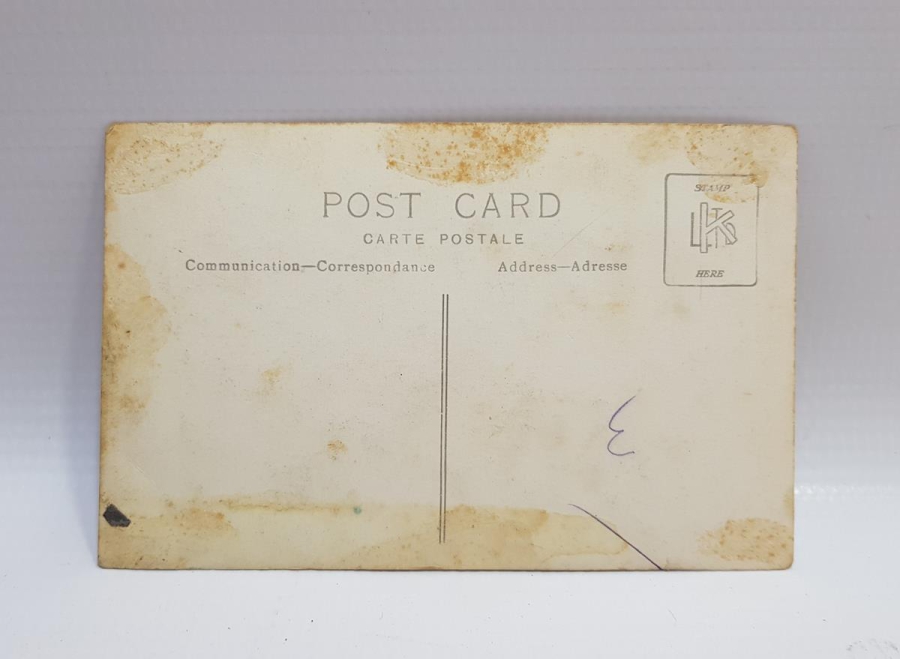 POST CARD
CARTE POSTALE
Communication—Correspondance
Address—Adresse
STAMP
HERE